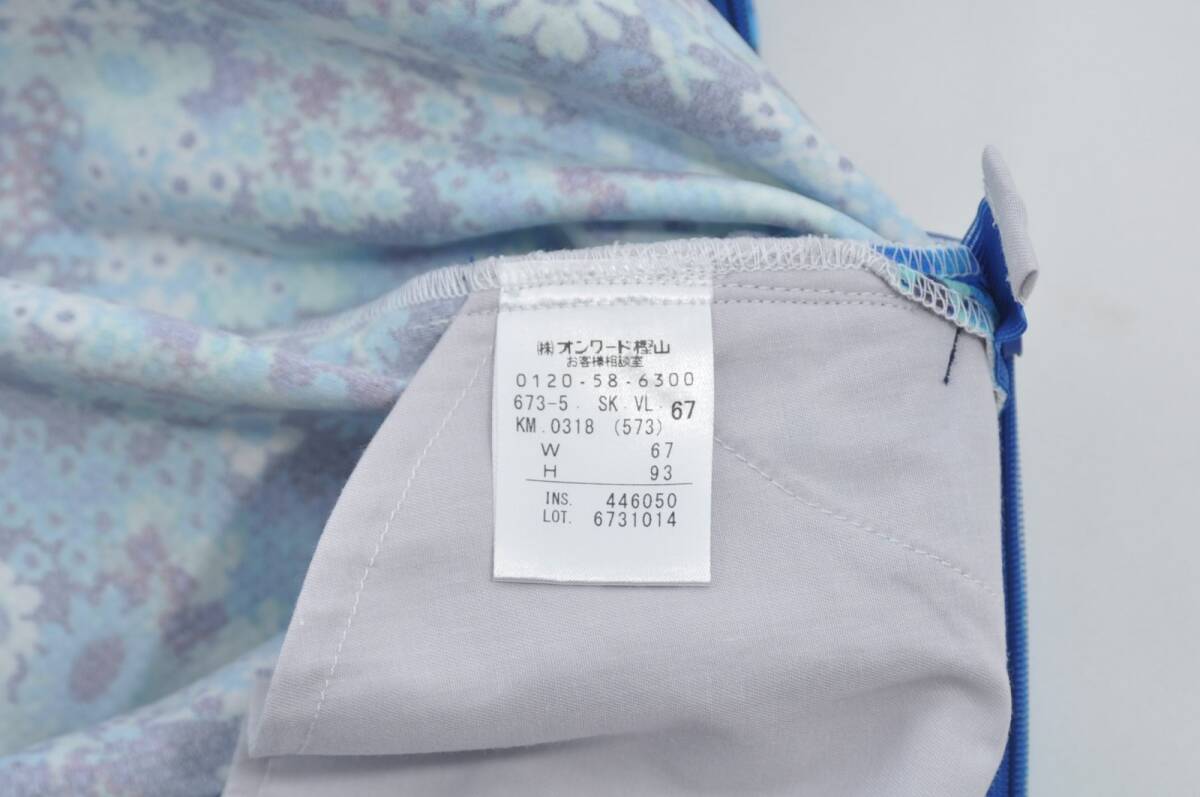 ㈱オンワード樫山
お客様相談室
0120-58-6300
673-5. SK.VL. 67
KM.0318 (573)
W 67
H 93
INS. 446050
LOT. 6731014